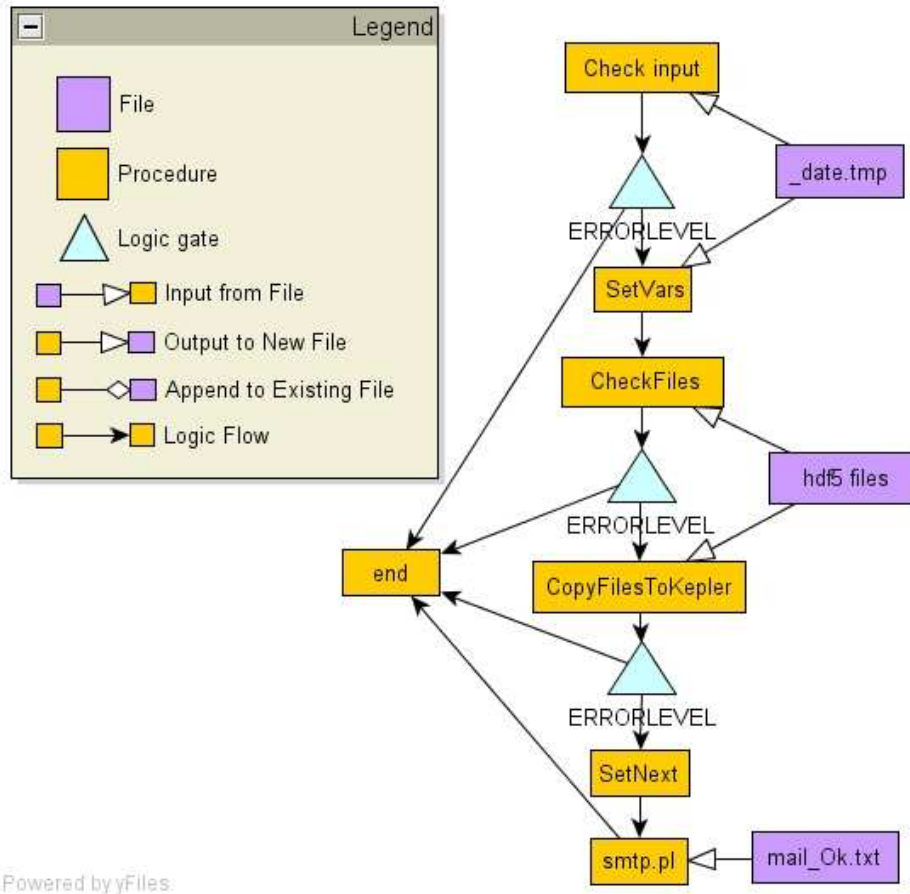 Legend
File
Procedure
Logic gate
Input from File
Output to New File
Append to Existing File
Logic Flow
Check input
_date.tmp
ERRORLEVEL
SetVars
CheckFiles
hdf5 files
ERRORLEVEL
end
CopyFilesToKepler
ERRORLEVEL
SetNext
smtp.pl
mail_Ok.txt
Powered by yFiles